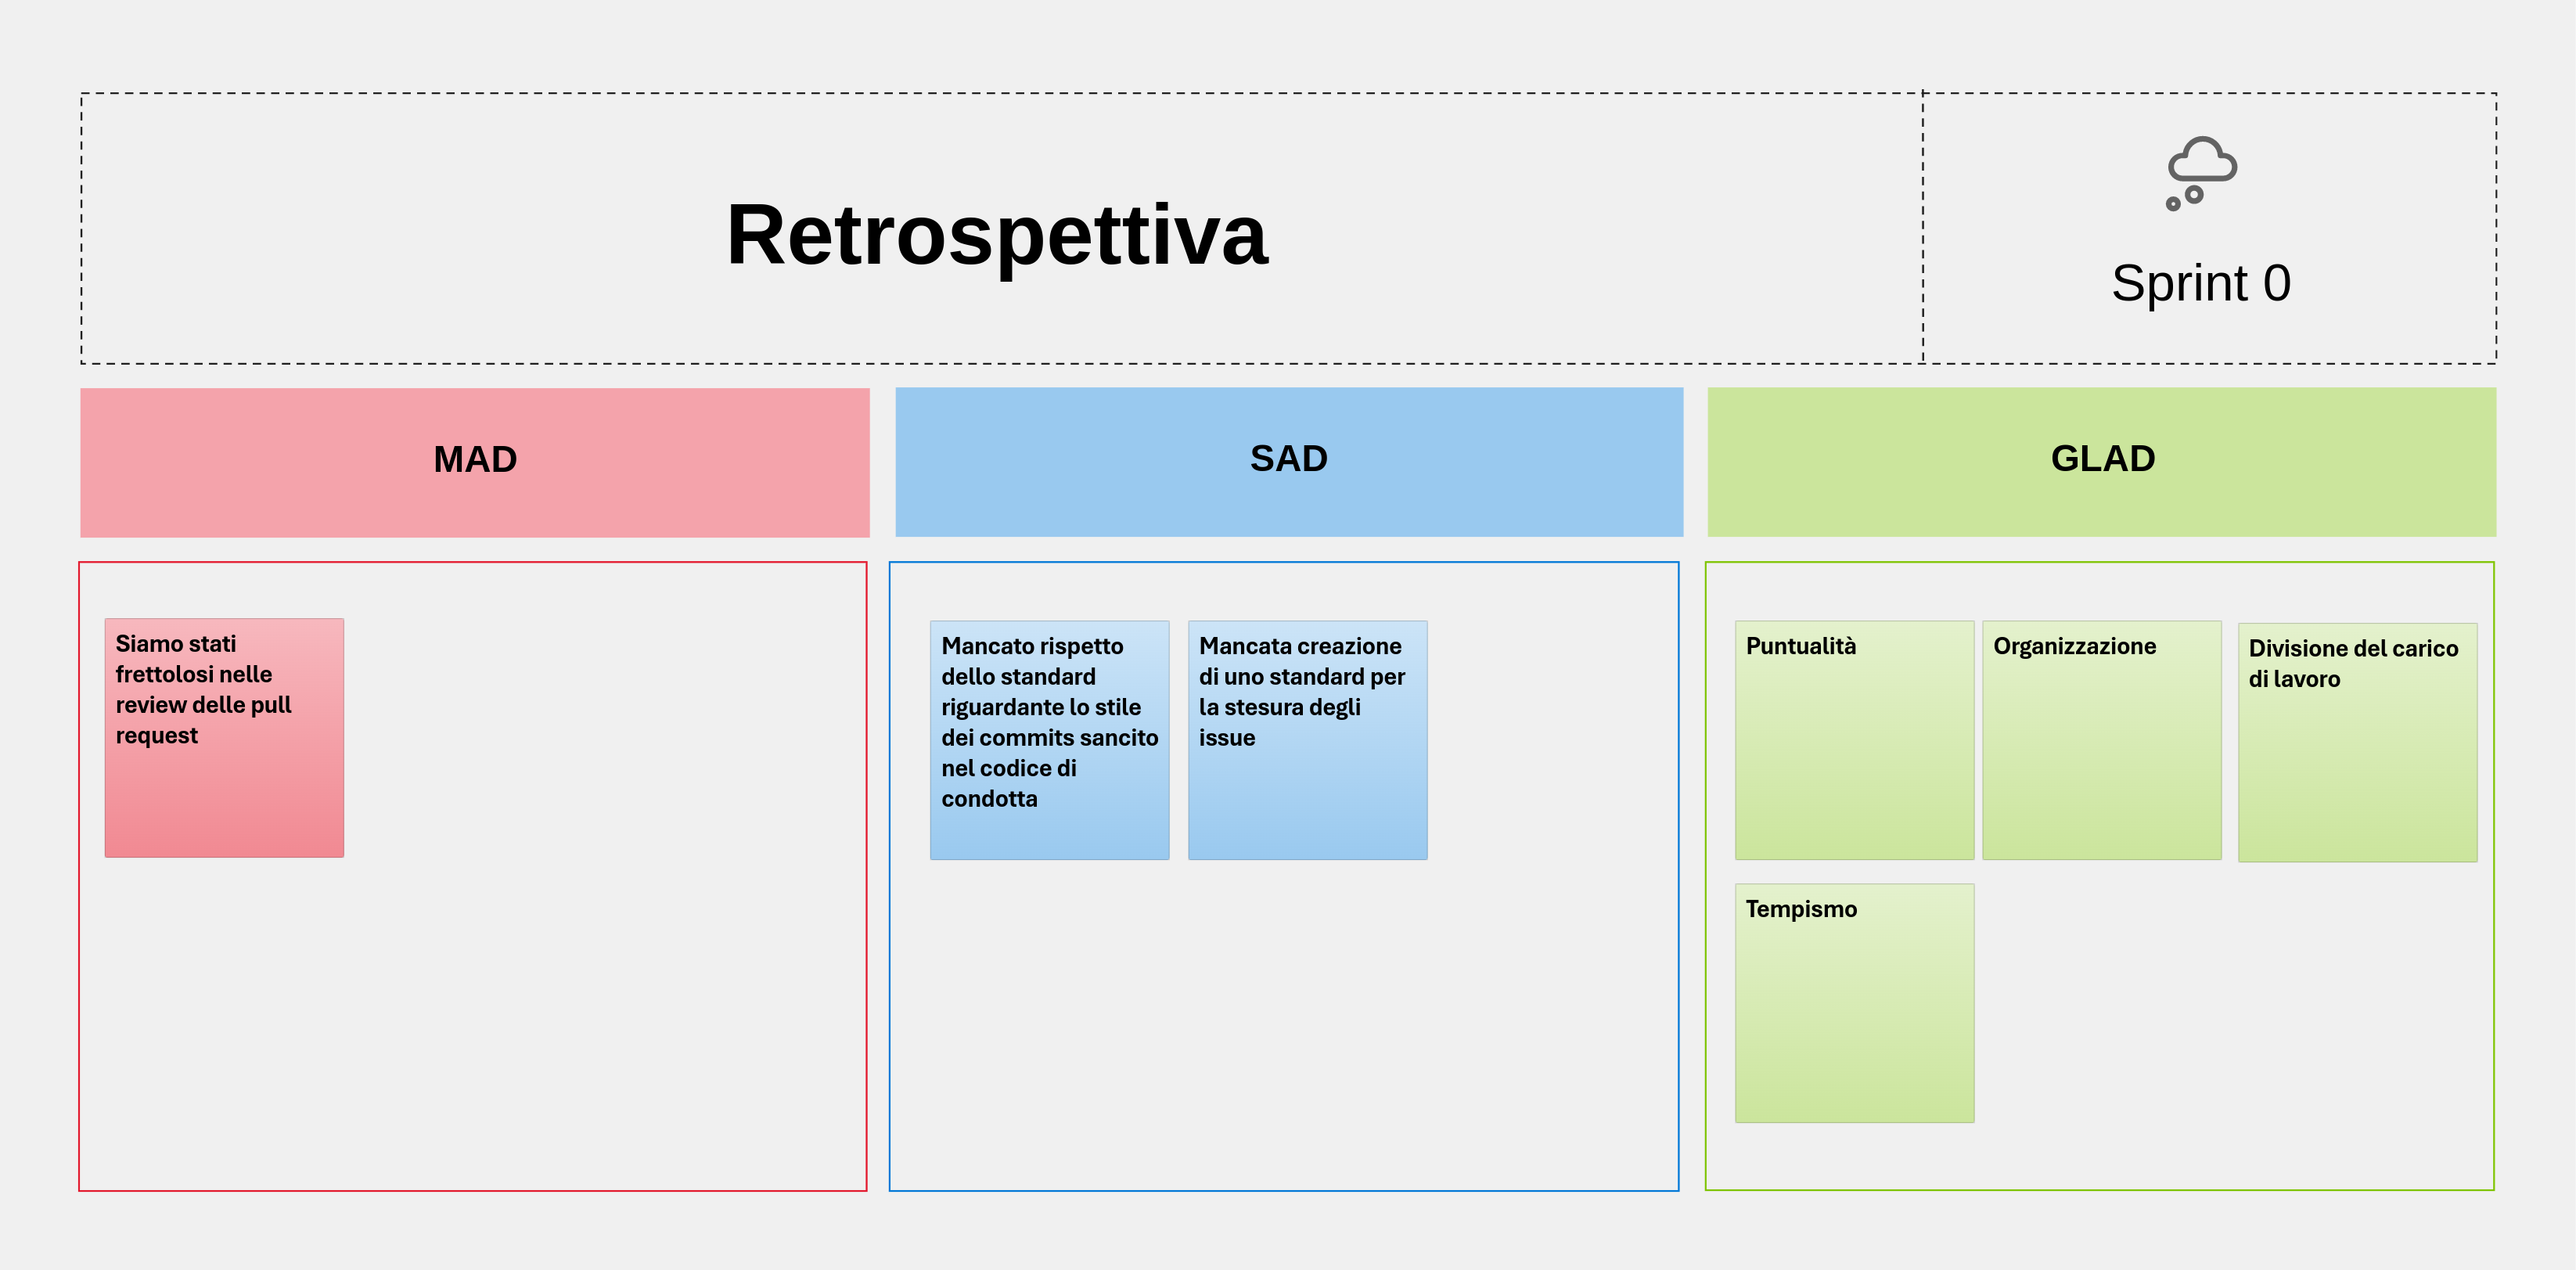 Retrospettiva
Sprint 0
MAD
SAD
GLAD
Siamo stati
frettolosi nelle
review delle pull
request
Mancato rispetto
dello standard
riguardante lo stile
dei commits sancito
nel codice di
condotta
Mancata creazione
di uno standard per
la stesura degli
issue
Puntualità
Organizzazione
Divisione del carico
di lavoro
Tempismo